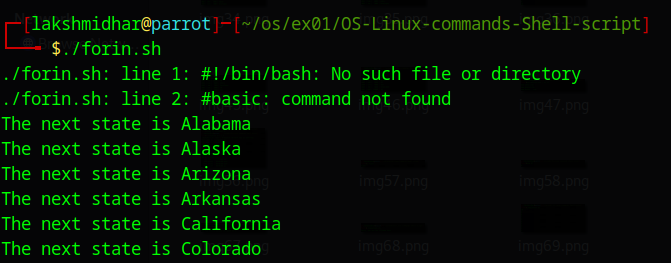 ┌─[lakshmidhar@parrot]─[~/os/ex01/OS-Linux-commands-Shell-script]
└──╼ $./forin.sh
./forin.sh: line 1: #!/bin/bash: No such file or directory
./forin.sh: line 2: #basic: command not found
The next state is Alabama
The next state is Alaska
The next state is Arizona
The next state is Arkansas
The next state is California
The next state is Colorado
img47.png
img57.png
img58.png
img68.png
img69.png